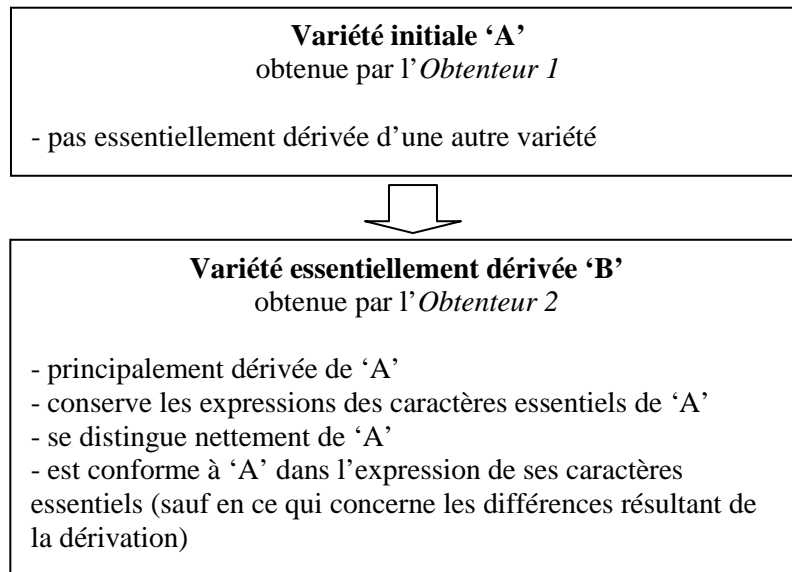 Variété initiale ‘A’
obtenue par l’Obtenteur 1
- pas essentiellement dérivée d’une autre variété
Variété essentiellement dérivée ‘B’
obtenue par l’Obtenteur 2
- principalement dérivée de ‘A’
- conserve les expressions des caractères essentiels de ‘A’
- se distingue nettement de ‘A’
- est conforme à ‘A’ dans l’expression de ses caractères
essentiels (sauf en ce qui concerne les différences résultant de
la dérivation)